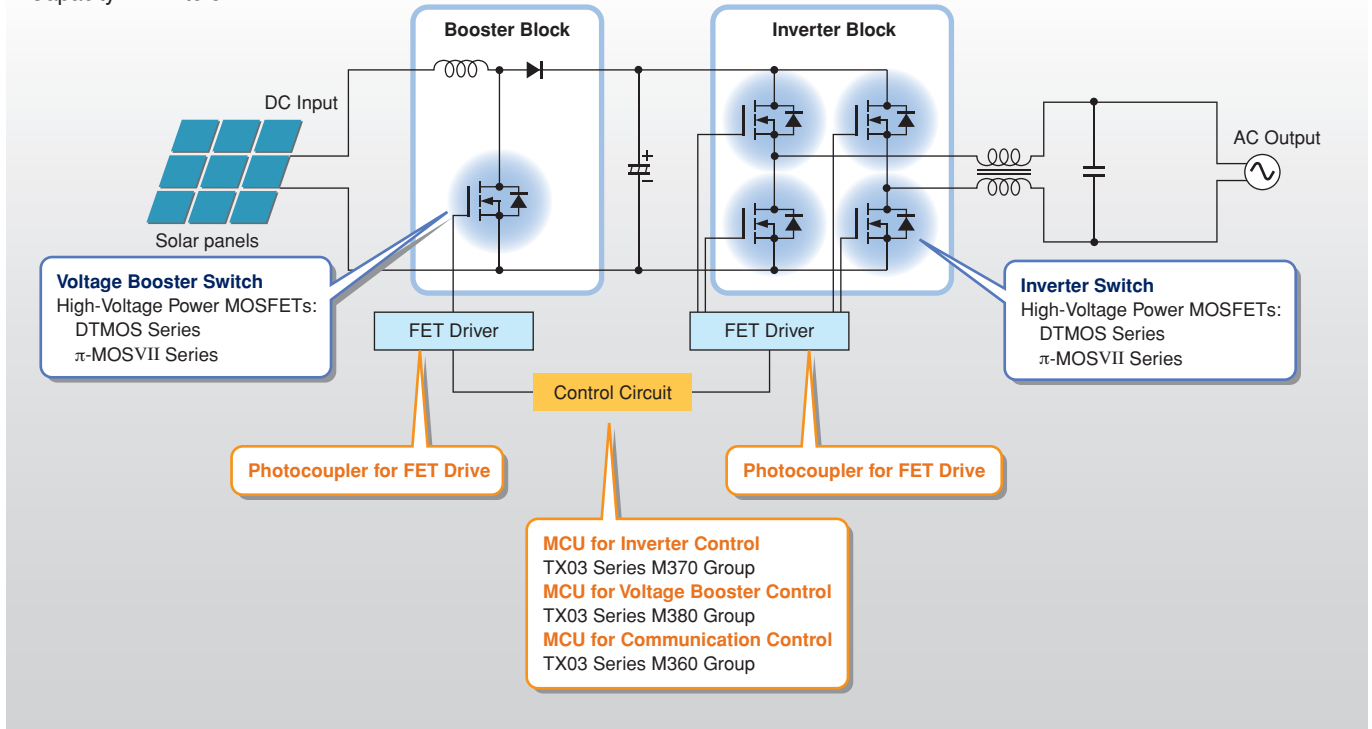 Booster Block
Inverter Block
DC Input
AC Output
Solar panels
Voltage Booster Switch
High-Voltage Power MOSFETs:
DTMOS Series
π-MOSVII Series
Inverter Switch
High-Voltage Power MOSFETs:
DTMOS Series
π-MOSVII Series
FET Driver
FET Driver
Control Circuit
Photocoupler for FET Drive
Photocoupler for FET Drive
MCU for Inverter Control
TX03 Series M370 Group
MCU for Voltage Booster Control
TX03 Series M380 Group
MCU for Communication Control
TX03 Series M360 Group